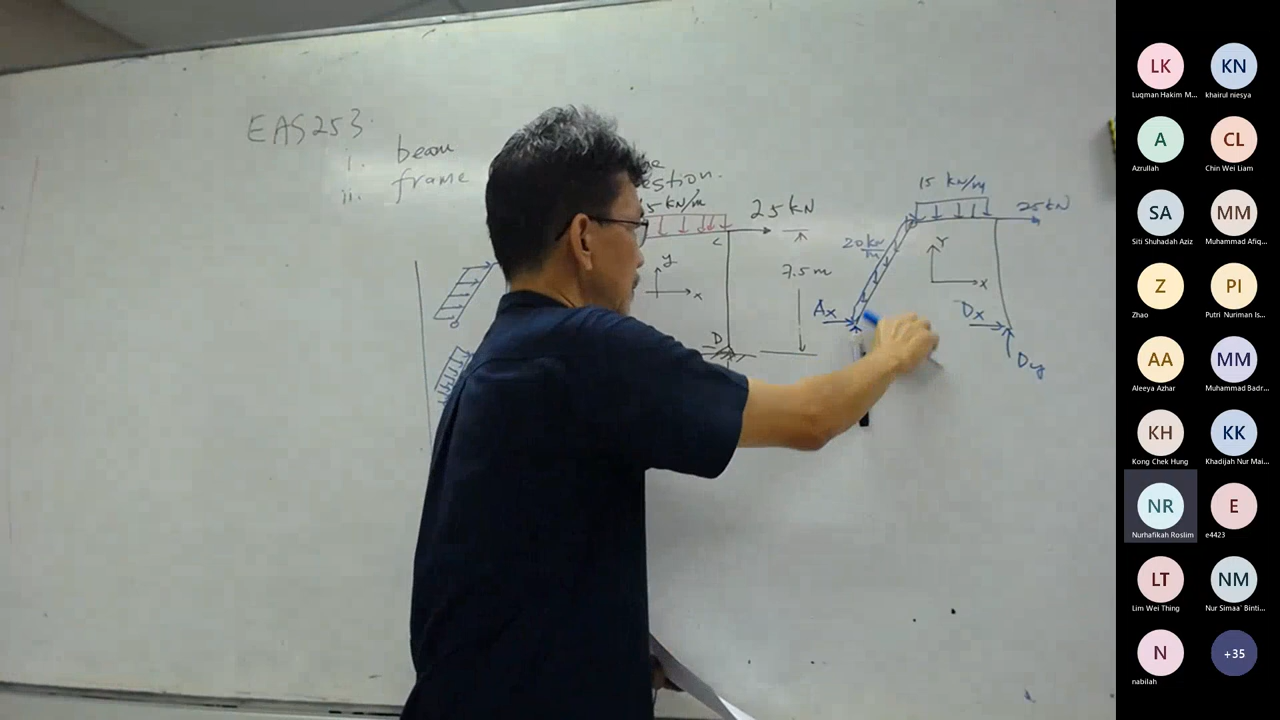 EAS253.
i. beam
ii. frame
estion.
5 kN/m
25 kN
C
y
x
7.5 m
D
15 kN/m
25kN
20 kN/m
Y
x
Ax
Dx
Dy
LK
Luqman Hakim M...
KN
khairul niesya
A
Azrullah
CL
Chin Wei Liam
SA
Siti Shuhadah Aziz
MM
Muhammad Afiq...
Z
Zhao
PI
Putri Nuriman Is...
AA
Aleeya Azhar
MM
Muhammad Badr...
KH
Kong Chek Hung
KK
Khadijah Nur Mai...
NR
Nurhafikah Roslim
E
e4423
LT
Lim Wei Thing
NM
Nur Simaa` Binti...
N
nabilah
+35